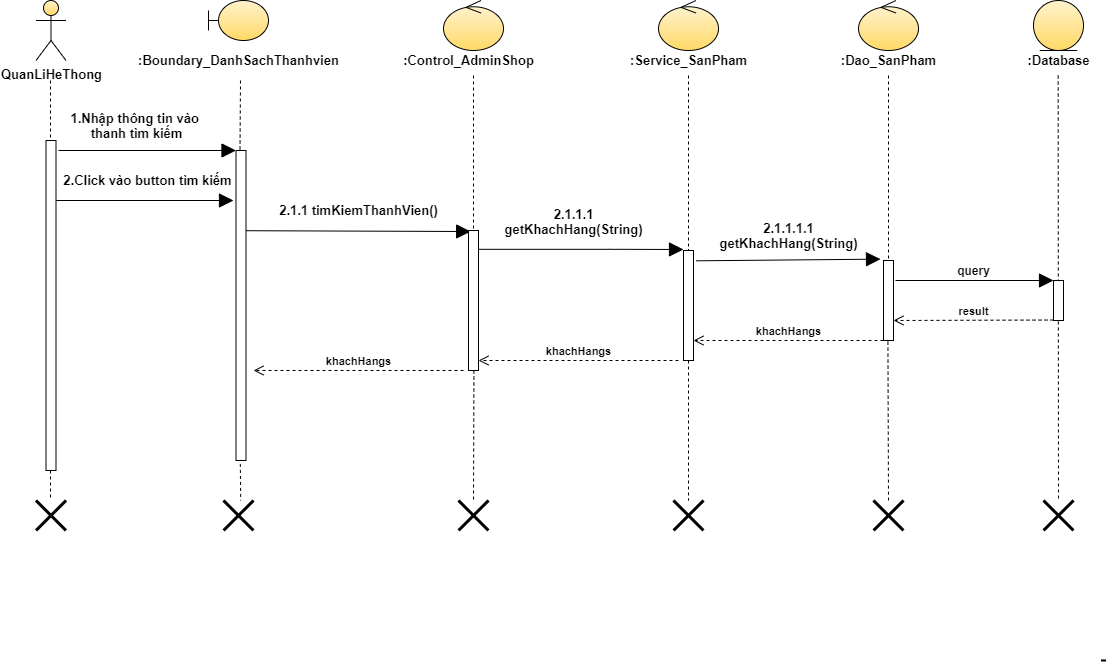 QuanLiHeThong
:Boundary_DanhSachThanhvien
:Control_AdminShop
:Service_SanPham
:Dao_SanPham
:Database
1.Nhập thông tin vào
thanh tìm kiếm
2.Click vào button tìm kiếm
2.1.1 timKiemThanhVien()
2.1.1.1
getKhachHang(String)
2.1.1.1.1
getKhachHang(String)
query
result
khachHangs
khachHangs
khachHangs